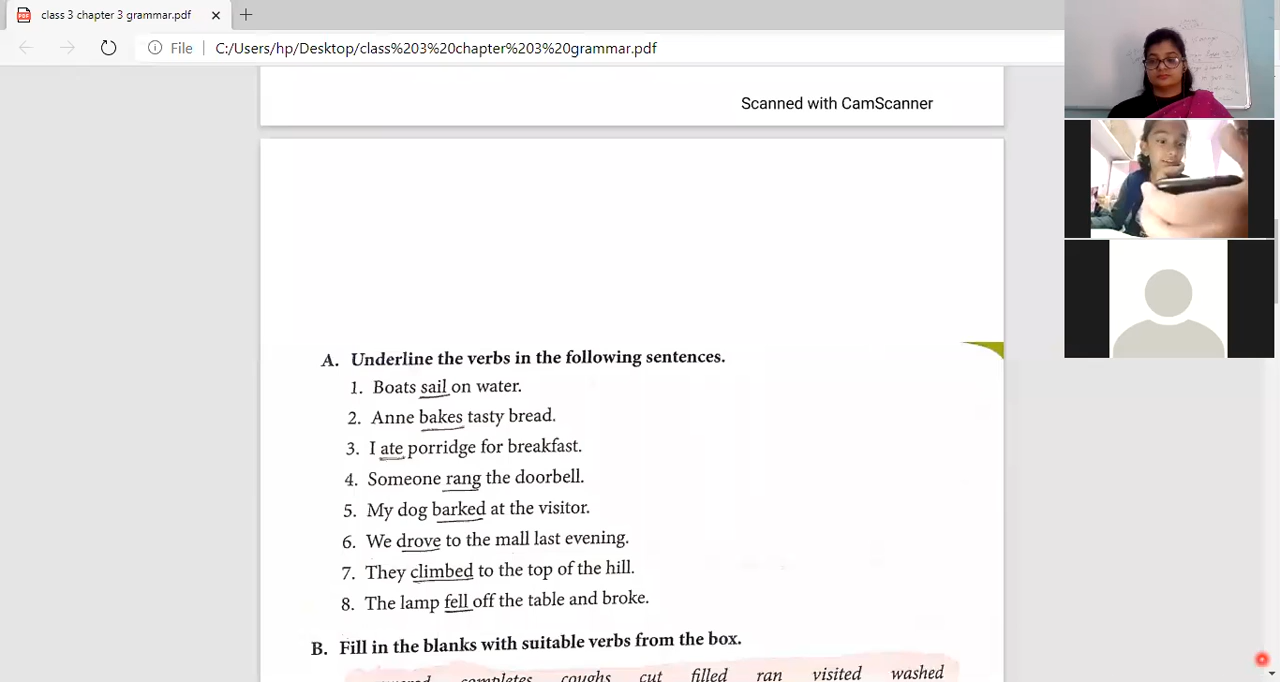 class 3 chapter 3 grammar.pdf
File C:/Users/hp/Desktop/class%203%20chapter%203%20grammar.pdf
Scanned with CamScanner
A. Underline the verbs in the following sentences.
1. Boats sail on water.
2. Anne bakes tasty bread.
3. I ate porridge for breakfast.
4. Someone rang the doorbell.
5. My dog barked at the visitor.
6. We drove to the mall last evening.
7. They climbed to the top of the hill.
8. The lamp fell off the table and broke.
B. Fill in the blanks with suitable verbs from the box.
completes coughs cut filled ran visited washed